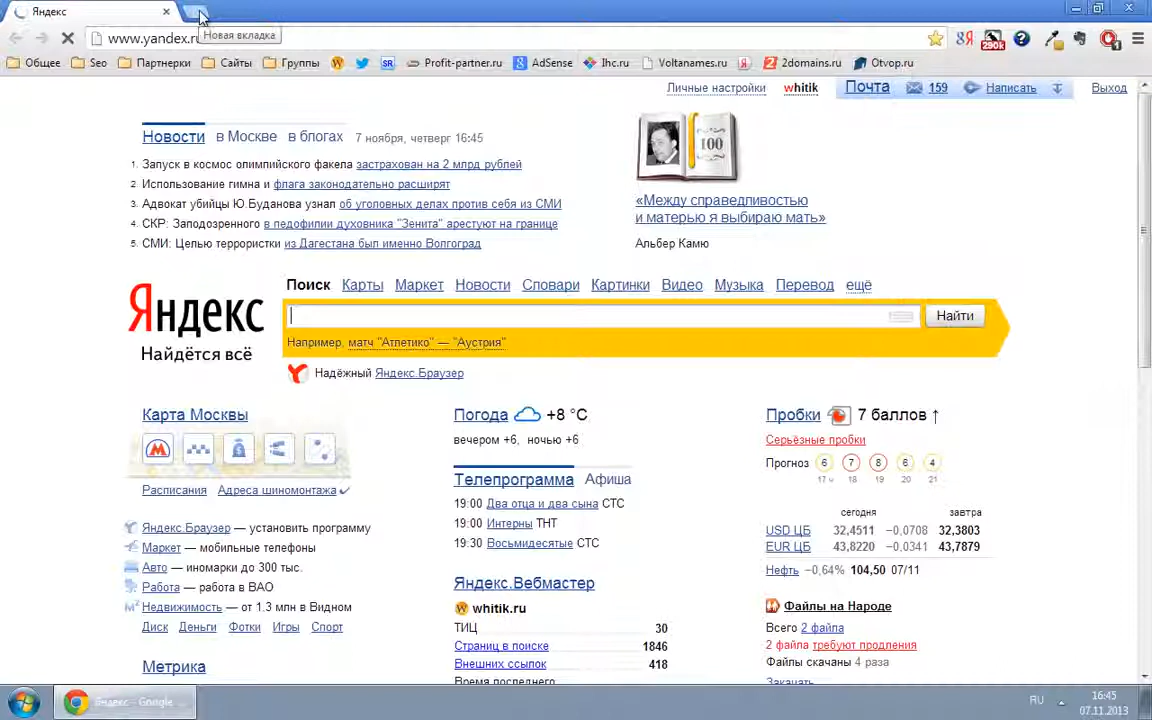 Яндекс
Новая вкладка
www.yandex.ru
290k
Общее Seo Партнерки Сайты Группы SR Profit-partner.ru AdSense Ihc.ru Voltanames.ru 2domains.ru Otvop.ru
Личные настройки whitik Почта 159 Написать Выход
Новости в Москве в блогах 7 ноября, четверг 16:45
1. Запуск в космос олимпийского факела застрахован на 2 млрд рублей
2. Использование гимна и флага законодательно расширят
3. Адвокат убийцы Ю.Буданова узнал об уголовных делах против себя из СМИ
4. СКР: Заподозренного в педофилии духовника "Зенита" арестуют на границе
5. СМИ: Целью террористки из Дагестана был именно Волгоград
100
«Между справедливостью
и матерью я выбираю мать»
Альбер Камю
Поиск Карты Маркет Новости Словари Картинки Видео Музыка Перевод ещё
Яндекс
Найдётся всё
Найти
Например, матч "Атлетико" — "Аустрия"
Надёжный Яндекс.Браузер
Карта Москвы
Расписания Адреса шиномонтажа
Яндекс.Браузер — установить программу
Маркет — мобильные телефоны
Авто — иномарки до 300 тыс.
Работа — работа в ВАО
Недвижимость — от 1.3 млн в Видном
Диск Деньги Фотки Игры Спорт
Метрика
Погода +8 °C
вечером +6, ночью +6
Телепрограмма Афиша
19:00 Два отца и два сына СТС
19:00 Интерны ТНТ
19:30 Восьмидесятые СТС
Яндекс.Вебмастер
whitik.ru
ТИЦ 30
Страниц в поиске 1846
Внешних ссылок 418
Время последнего
Пробки 7 баллов ↑
Серьёзные пробки
Прогноз 6 7 8 6 4
17 ч 18 19 20 21
сегодня завтра
USD ЦБ 32,4511 −0,0708 32,3803
EUR ЦБ 43,8220 −0,0341 43,7879
Нефть −0,64% 104,50 07/11
Файлы на Народе
Всего 2 файла
2 файла требуют продления
Файлы скачаны 4 раза
Закачать
Яндекс - Google
RU
16:45
07.11.2013